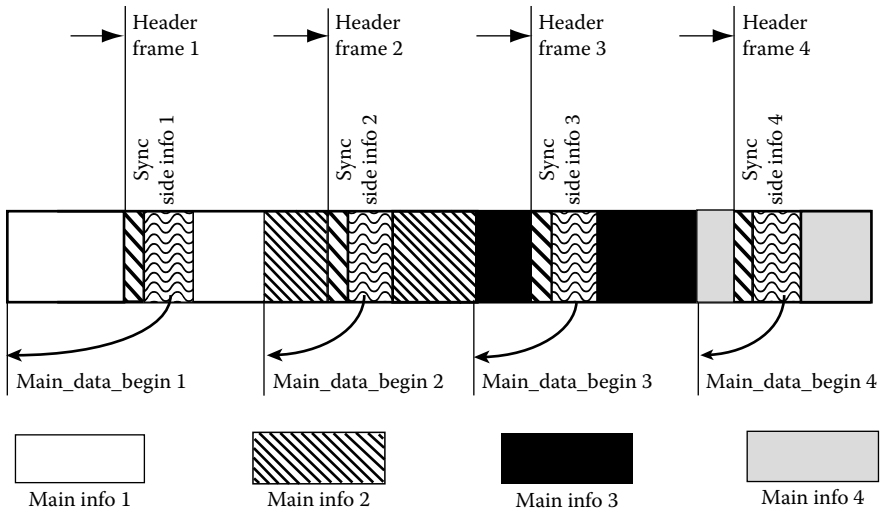 Header
frame 1
Header
frame 2
Header
frame 3
Header
frame 4
Sync
side info 1
Sync
side info 2
Sync
side info 3
Sync
side info 4
Main_data_begin 1
Main_data_begin 2
Main_data_begin 3
Main_data_begin 4
Main info 1
Main info 2
Main info 3
Main info 4